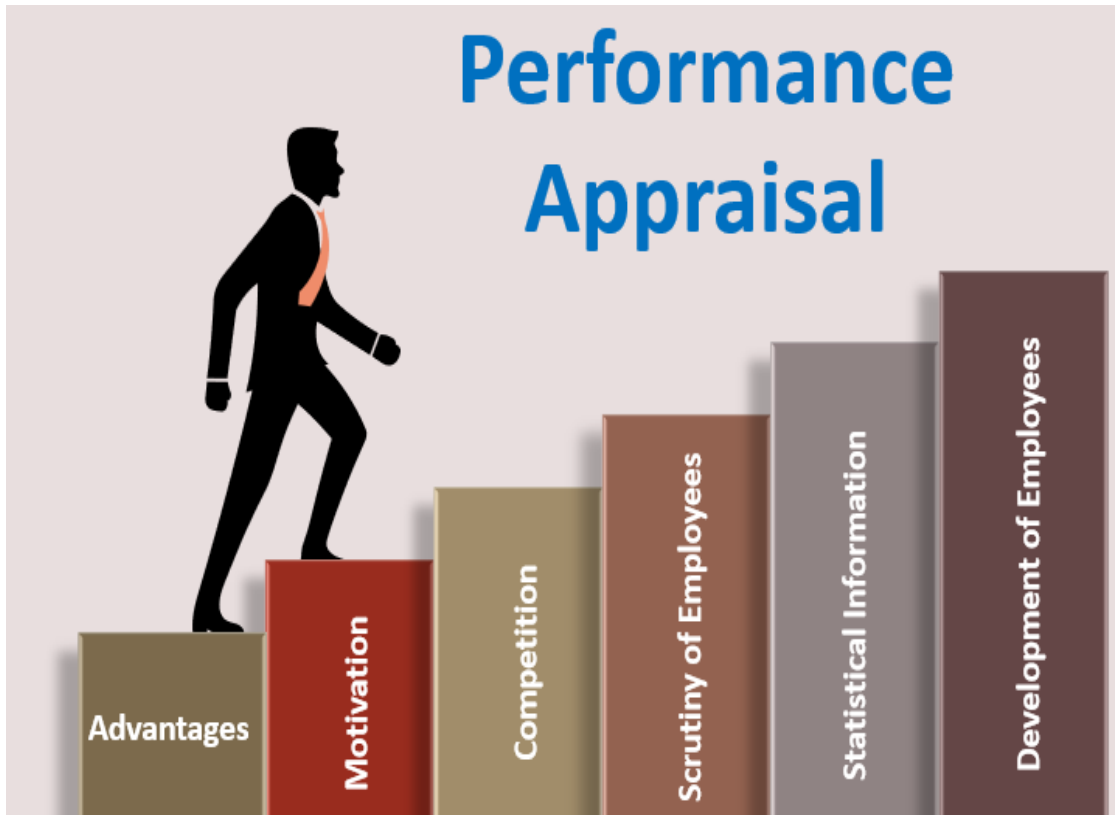 Performance
Appraisal
Advantages
Motivation
Competition
Scrutiny of Employees
Statistical Information
Development of Employees